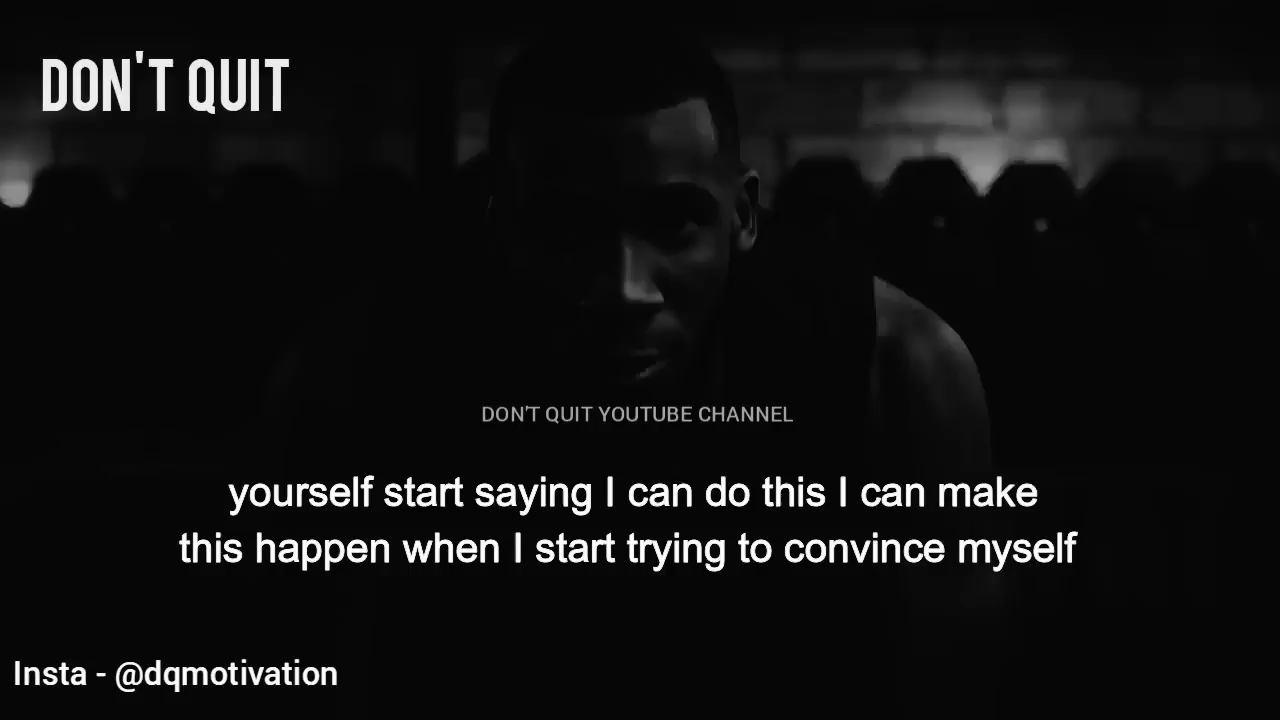 DON'T QUIT
DON'T QUIT YOUTUBE CHANNEL
yourself start saying I can do this I can make
this happen when I start trying to convince myself
Insta - @dqmotivation